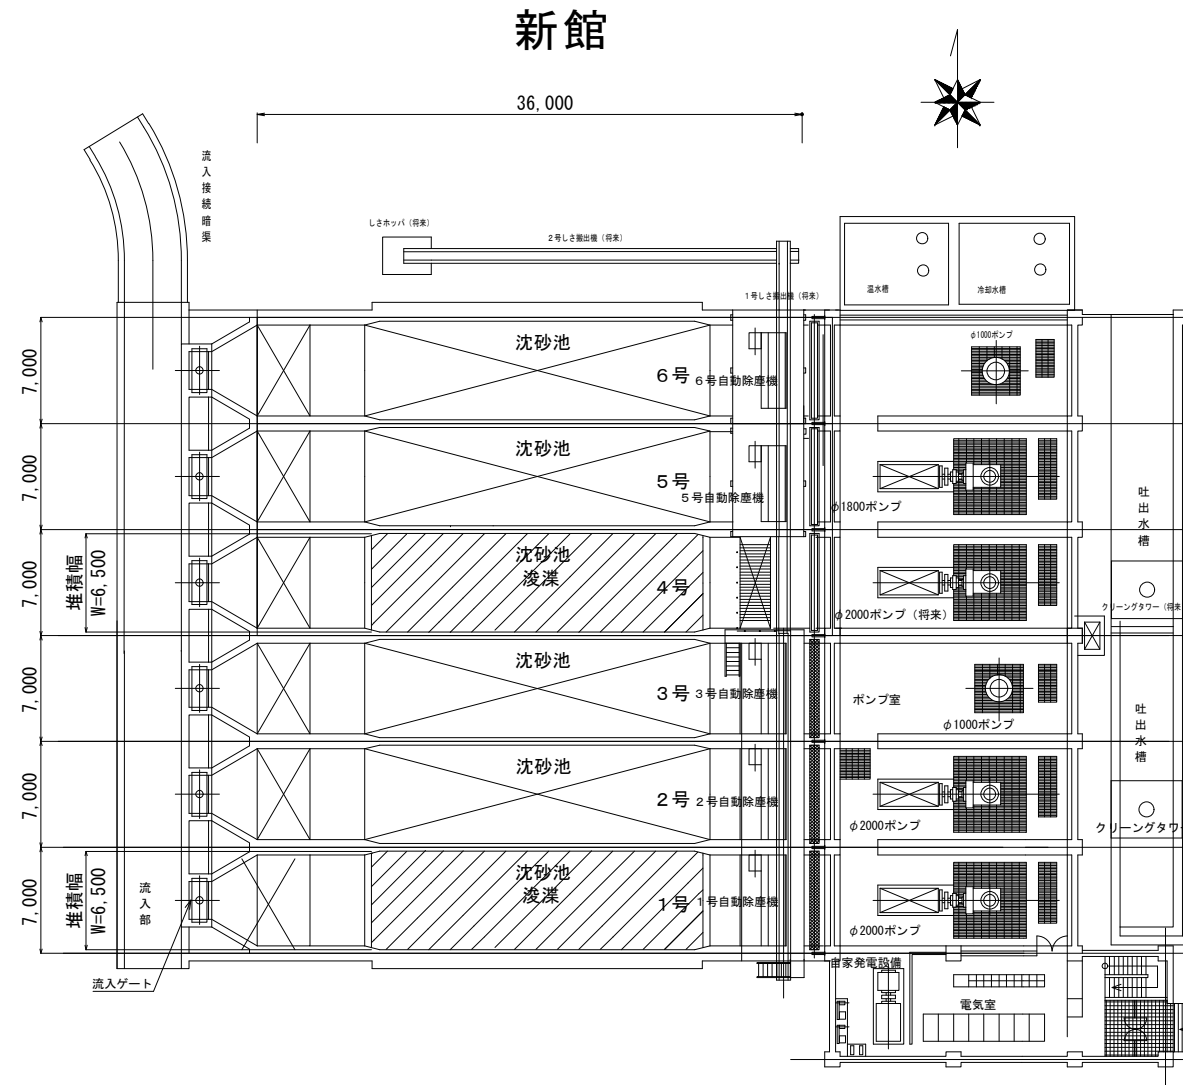 新館
36,000
流入接続暗渠
しさホッパ（将来）
2号しさ搬出機（将来）
1号しさ搬出機（将来）
温水槽
冷却水槽
7,000
沈砂池
6号
6号自動除塵機
φ1000ポンプ
7,000
沈砂池
5号
5号自動除塵機
φ1800ポンプ
吐出水槽
7,000
堆積幅
W=6,500
沈砂池
浚渫
4号
φ2000ポンプ（将来）
クリーングタワー（将来
7,000
沈砂池
3号
3号自動除塵機
ポンプ室
φ1000ポンプ
吐出水槽
7,000
沈砂池
2号
2号自動除塵機
φ2000ポンプ
クリーングタワ
7,000
堆積幅
W=6,500
流入部
沈砂池
浚渫
1号
1号自動除塵機
φ2000ポンプ
流入ゲート
自家発電設備
電気室